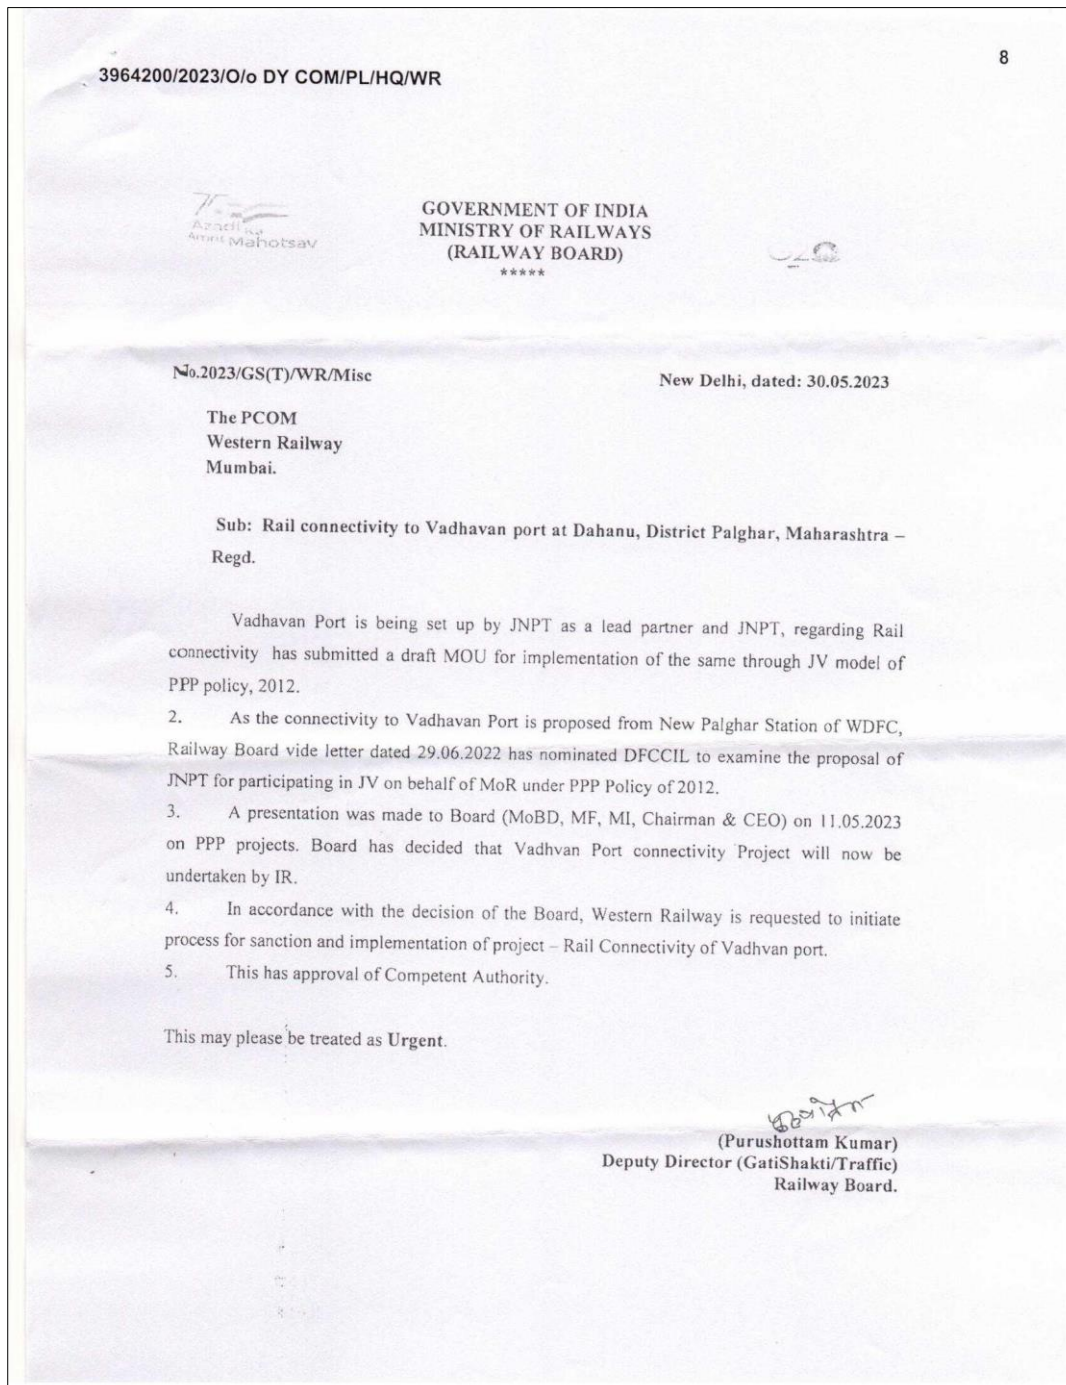 8
3964200/2023/O/o DY COM/PL/HQ/WR
Azadi Ka
Amrit Mahotsav
GOVERNMENT OF INDIA
MINISTRY OF RAILWAYS
(RAILWAY BOARD)
*****
No.2023/GS(T)/WR/Misc
New Delhi, dated: 30.05.2023
The PCOM
Western Railway
Mumbai.
Sub: Rail connectivity to Vadhavan port at Dahanu, District Palghar, Maharashtra –
Regd.
Vadhavan Port is being set up by JNPT as a lead partner and JNPT, regarding Rail
connectivity has submitted a draft MOU for implementation of the same through JV model of
PPP policy, 2012.
2. As the connectivity to Vadhavan Port is proposed from New Palghar Station of WDFC,
Railway Board vide letter dated 29.06.2022 has nominated DFCCIL to examine the proposal of
JNPT for participating in JV on behalf of MoR under PPP Policy of 2012.
3. A presentation was made to Board (MoBD, MF, MI, Chairman & CEO) on 11.05.2023
on PPP projects. Board has decided that Vadhvan Port connectivity Project will now be
undertaken by IR.
4. In accordance with the decision of the Board, Western Railway is requested to initiate
process for sanction and implementation of project – Rail Connectivity of Vadhvan port.
5. This has approval of Competent Authority.
This may please be treated as Urgent.
(Purushottam Kumar)
Deputy Director (GatiShakti/Traffic)
Railway Board.